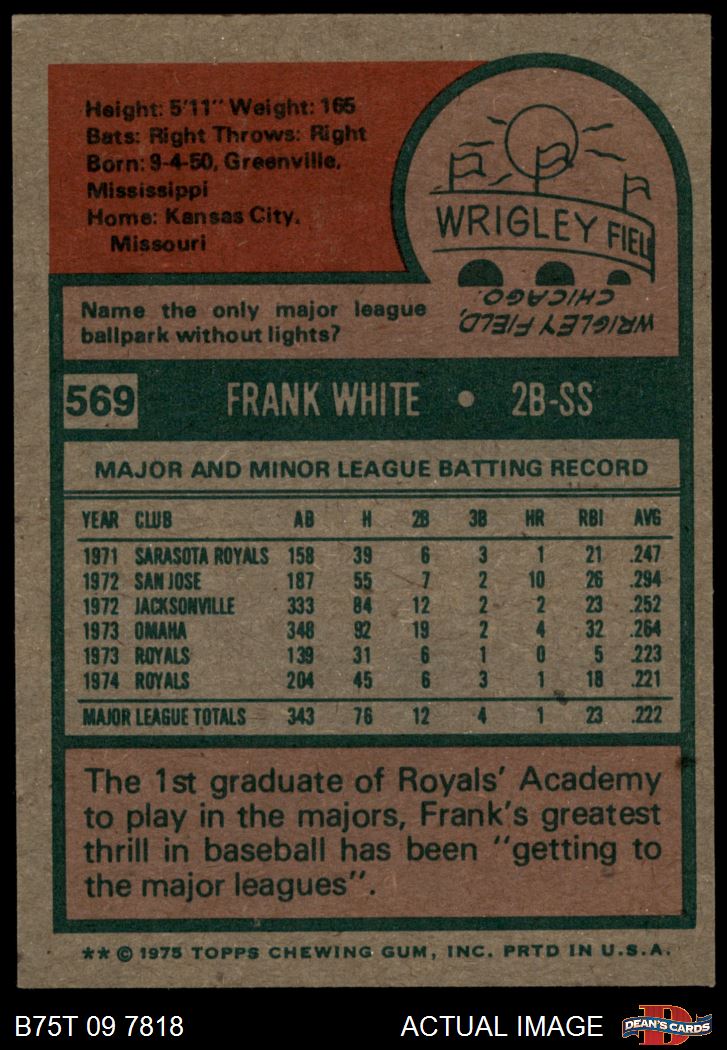 Height: 5'11" Weight: 165
Bats: Right Throws: Right
Born: 9-4-50, Greenville,
Mississippi
Home: Kansas City,
Missouri
WRIGLEY FIEL
WRIGLEY FIELD,
CHICAGO.
Name the only major league
ballpark without lights?
569 FRANK WHITE • 2B-SS
MAJOR AND MINOR LEAGUE BATTING RECORD
YEAR CLUB AB H 2B 3B HR RBI AVG
1971 SARASOTA ROYALS 158 39 6 3 1 21 .247
1972 SAN JOSE 187 55 7 2 10 26 .294
1972 JACKSONVILLE 333 84 12 2 2 23 .252
1973 OMAHA 348 92 19 2 4 32 .264
1973 ROYALS 139 31 6 1 0 5 .223
1974 ROYALS 204 45 6 3 1 18 .221
MAJOR LEAGUE TOTALS 343 76 12 4 1 23 .222
The 1st graduate of Royals' Academy
to play in the majors, Frank's greatest
thrill in baseball has been "getting to
the major leagues".
** © 1975 TOPPS CHEWING GUM, INC. PRTD IN U.S.A.
B75T 09 7818 ACTUAL IMAGE
D
DEAN'S CARDS